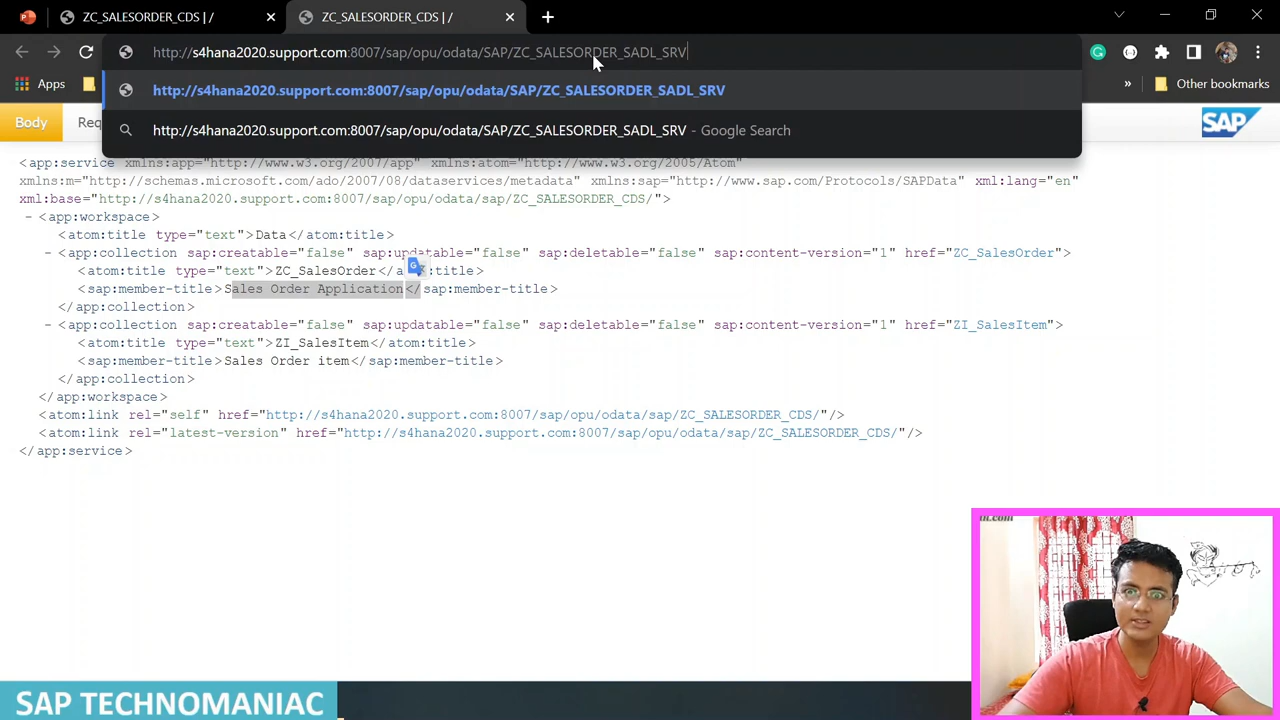 ZC_SALESORDER_CDS | /
ZC_SALESORDER_CDS | /
http://s4hana2020.support.com:8007/sap/opu/odata/SAP/ZC_SALESORDER_SADL_SRV
Apps
http://s4hana2020.support.com:8007/sap/opu/odata/SAP/ZC_SALESORDER_SADL_SRV
» Other bookmarks
Body
Req
http://s4hana2020.support.com:8007/sap/opu/odata/SAP/ZC_SALESORDER_SADL_SRV - Google Search
SAP
<app:service xmlns:app="http://www.w3.org/2007/app" xmlns:atom="http://www.w3.org/2005/Atom"
xmlns:m="http://schemas.microsoft.com/ado/2007/08/dataservices/metadata" xmlns:sap="http://www.sap.com/Protocols/SAPData" xml:lang="en"
xml:base="http://s4hana2020.support.com:8007/sap/opu/odata/sap/ZC_SALESORDER_CDS/">
- <app:workspace>
<atom:title type="text">Data</atom:title>
- <app:collection sap:creatable="false" sap:updatable="false" sap:deletable="false" sap:content-version="1" href="ZC_SalesOrder">
<atom:title type="text">ZC_SalesOrder</a :title>
<sap:member-title>Sales Order Application</sap:member-title>
</app:collection>
- <app:collection sap:creatable="false" sap:updatable="false" sap:deletable="false" sap:content-version="1" href="ZI_SalesItem">
<atom:title type="text">ZI_SalesItem</atom:title>
<sap:member-title>Sales Order item</sap:member-title>
</app:collection>
</app:workspace>
<atom:link rel="self" href="http://s4hana2020.support.com:8007/sap/opu/odata/sap/ZC_SALESORDER_CDS/"/>
<atom:link rel="latest-version" href="http://s4hana2020.support.com:8007/sap/opu/odata/sap/ZC_SALESORDER_CDS/"/>
</app:service>
SAP TECHNOMANIAC